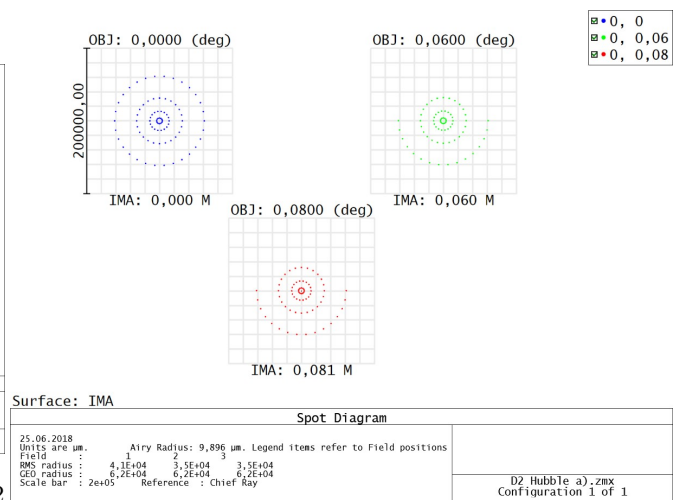 0, 0
0, 0,06
0, 0,08
OBJ: 0,0000 (deg)
OBJ: 0,0600 (deg)
200000,00
IMA: 0,000 M
IMA: 0,060 M
OBJ: 0,0800 (deg)
IMA: 0,081 M
Surface: IMA
Spot Diagram
25.06.2018
Units are µm. Airy Radius: 9,896 µm. Legend items refer to Field positions
Field : 1 2 3
RMS radius : 4,1E+04 3,5E+04 3,5E+04
GEO radius : 6,2E+04 6,2E+04 6,2E+04
Scale bar : 2e+05 Reference : Chief Ray
D2 Hubble a).zmx
Configuration 1 of 1
2